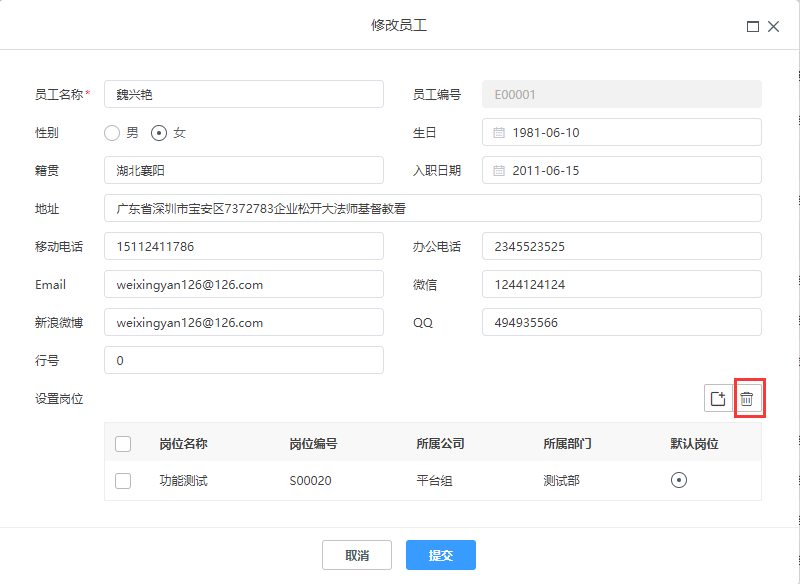 修改员工
员工名称* 魏兴艳 员工编号 E00001
性别 男 女 生日 1981-06-10
籍贯 湖北襄阳 入职日期 2011-06-15
地址 广东省深圳市宝安区7372783企业松开大法师基督教看
移动电话 15112411786 办公电话 2345523525
Email weixingyan126@126.com 微信 1244124124
新浪微博 weixingyan126@126.com QQ 494935566
行号 0
设置岗位
岗位名称 岗位编号 所属公司 所属部门 默认岗位
功能测试 S00020 平台组 测试部
取消 提交